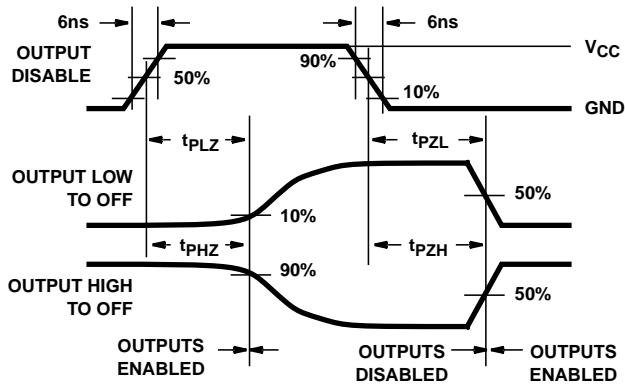 6ns
6ns
OUTPUT
DISABLE
50%
90%
10%
VCC
GND
tPLZ
tPZL
OUTPUT LOW
TO OFF
10%
50%
tPHZ
tPZH
OUTPUT HIGH
TO OFF
90%
50%
OUTPUTS
ENABLED
OUTPUTS
DISABLED
OUTPUTS
ENABLED